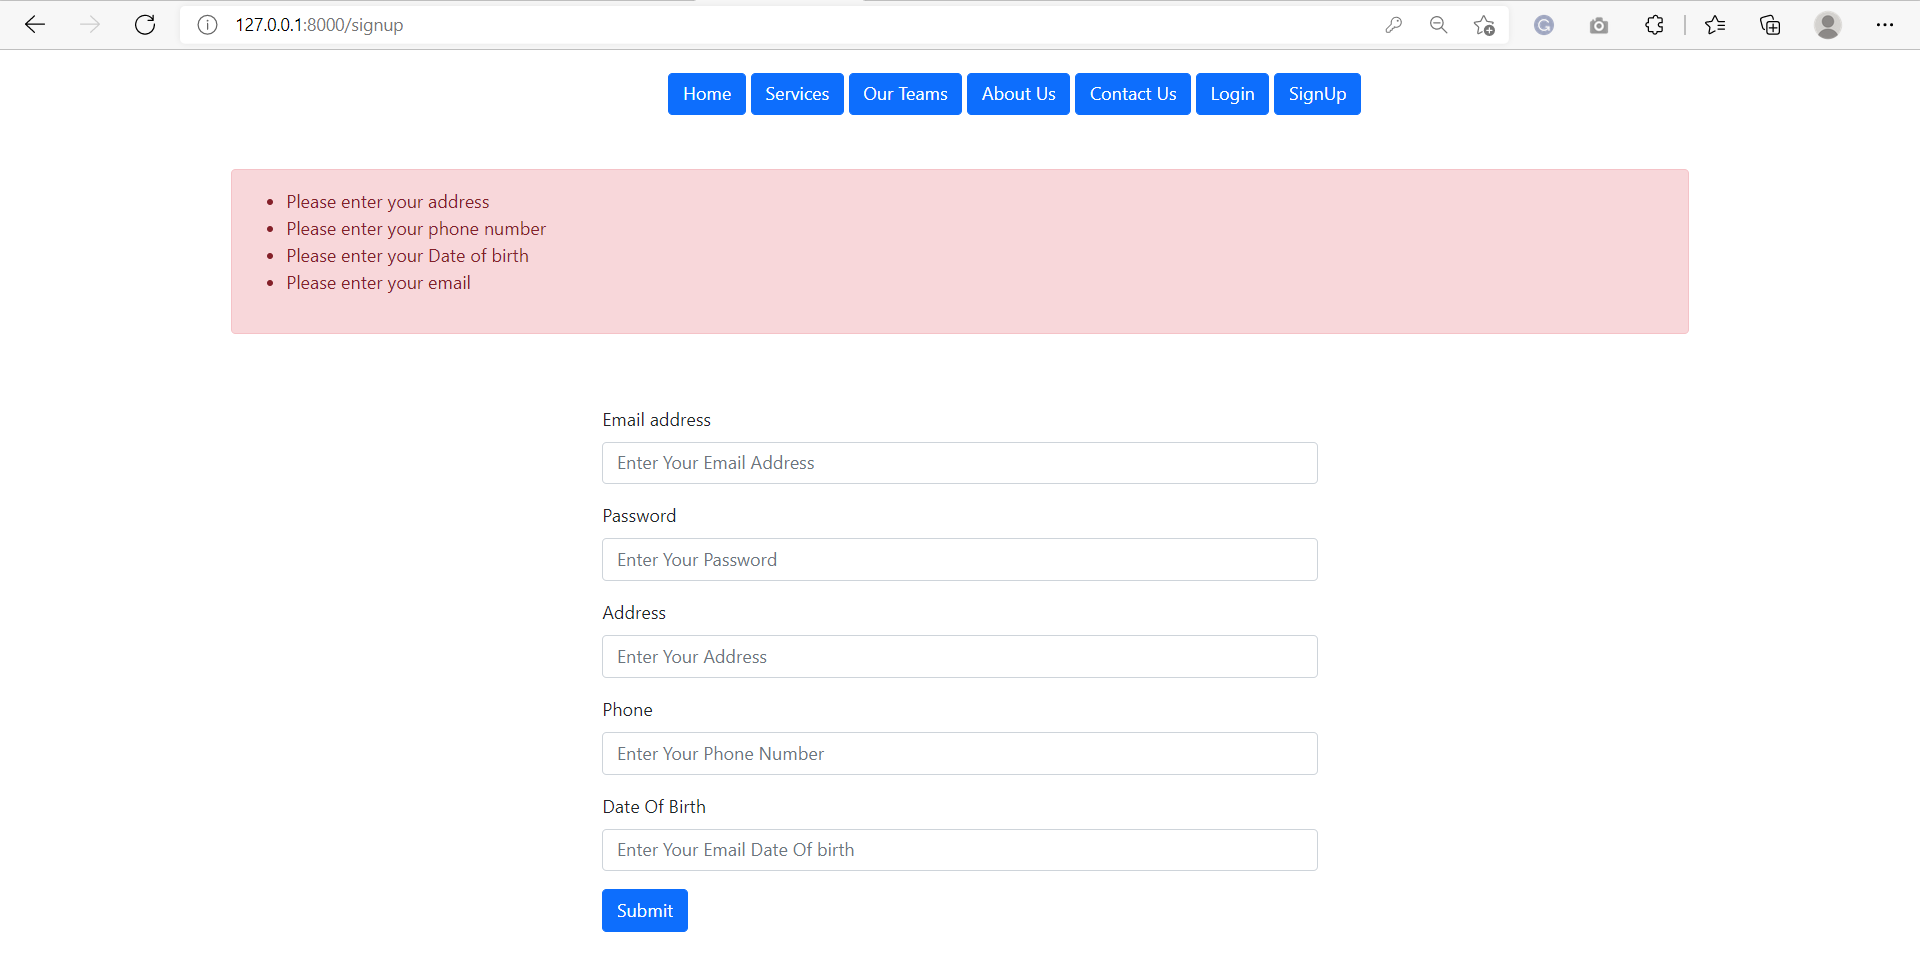 127.0.0.1:8000/signup
Home Services Our Teams About Us Contact Us Login SignUp
Please enter your address
Please enter your phone number
Please enter your Date of birth
Please enter your email
Email address
Enter Your Email Address
Password
Enter Your Password
Address
Enter Your Address
Phone
Enter Your Phone Number
Date Of Birth
Enter Your Email Date Of birth
Submit